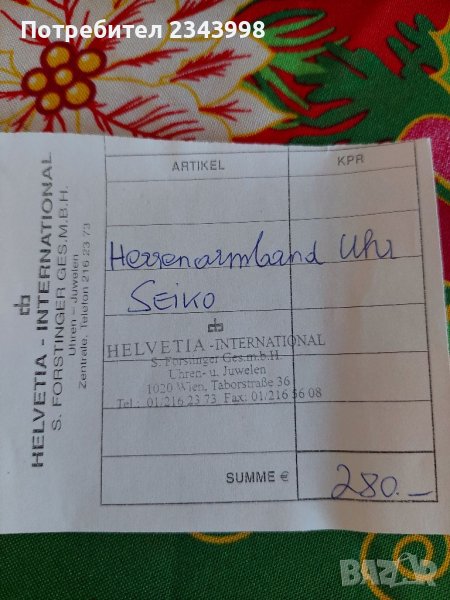 Потребител 2343998
HELVETIA - INTERNATIONAL
S. FORSTINGER GES.M.B.H.
Uhren – Juwelen
Zentrale, Telefon 216 23 73
ARTIKEL KPR
Herrenarmband Uhr
SEIKO
HELVETIA - INTERNATIONAL
S. Forstinger Ges.m.b.H.
Uhren- u. Juwelen
1020 Wien, Taborstraße 36
Tel.: 01/216 23 73 Fax: 01/216 56 08
SUMME € 280.—
BAZAR